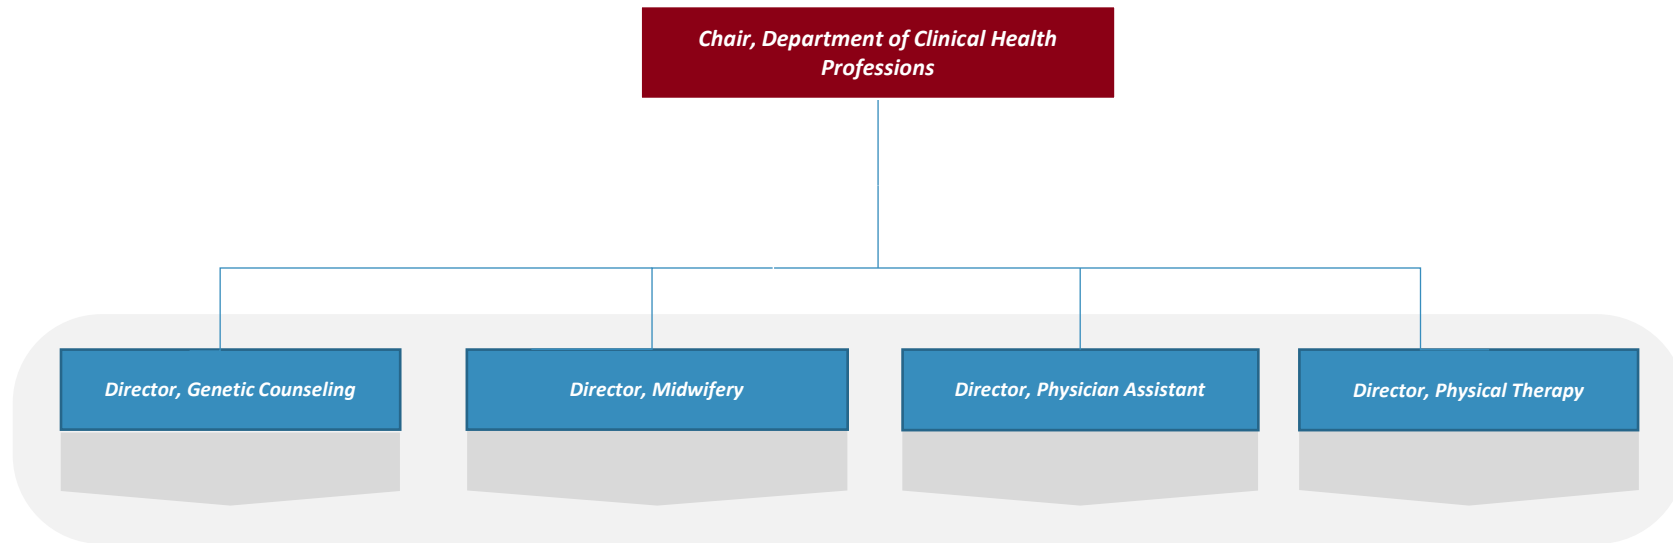 Chair, Department of Clinical Health
Professions
Director, Genetic Counseling
Director, Midwifery
Director, Physician Assistant
Director, Physical Therapy